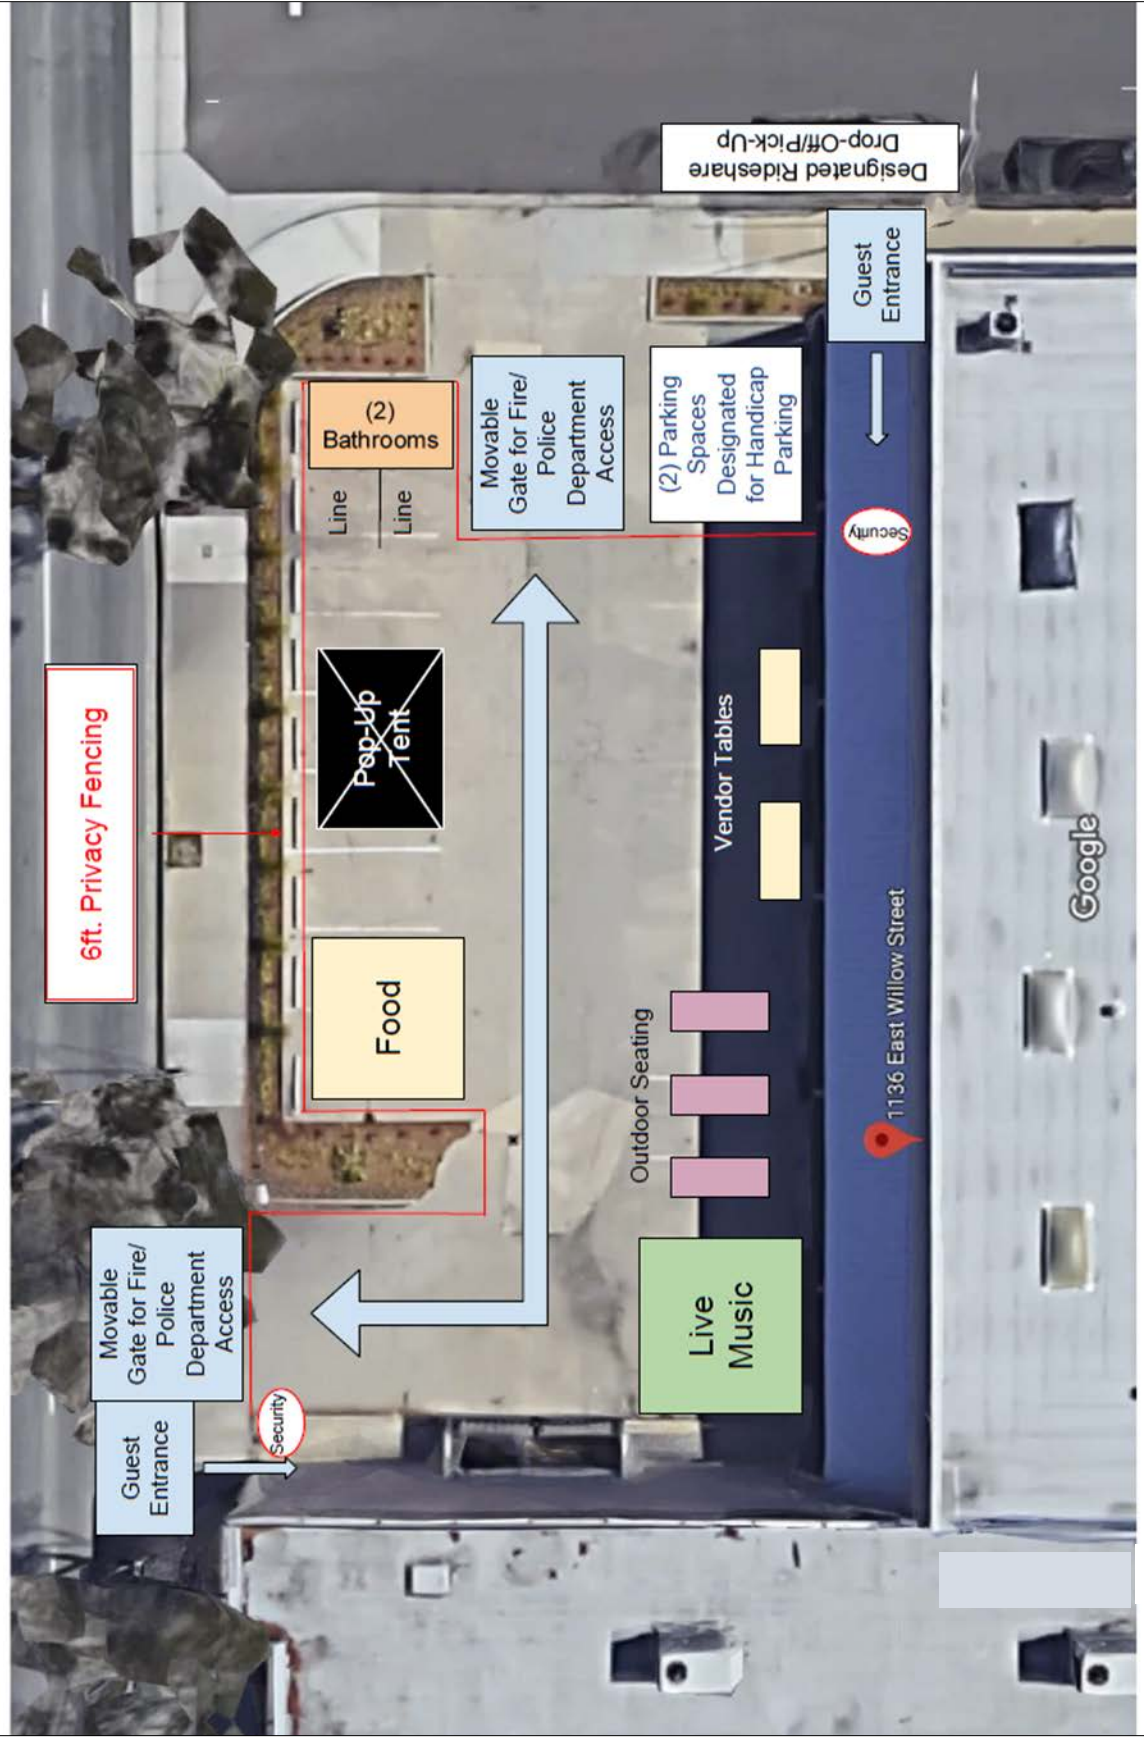 Designated Rideshare
Drop-Off/Pick-Up
Guest
Entrance
(2)
Bathrooms
Line
Line
Movable
Gate for Fire/
Police
Department
Access
(2) Parking
Spaces
Designated
for Handicap
Parking
Security
6ft. Privacy Fencing
Pop-Up
Tent
Vendor Tables
Food
Outdoor Seating
1136 East Willow Street
Google
Movable
Gate for Fire/
Police
Department
Access
Live
Music
Security
Guest
Entrance